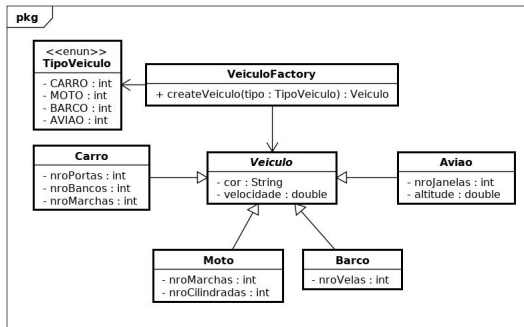 pkg
<<enun>>
TipoVeiculo
- CARRO : int
- MOTO : int
- BARCO : int
- AVIAO : int
VeiculoFactory
+ createVeiculo(tipo : TipoVeiculo) : Veiculo
Carro
- nroPortas : int
- nroBancos : int
- nroMarchas : int
Veiculo
- cor : String
- velocidade : double
Aviao
- nroJanelas : int
- altitude : double
Moto
- nroMarchas : int
- nroCilindradas : int
Barco
- nroVelas : int